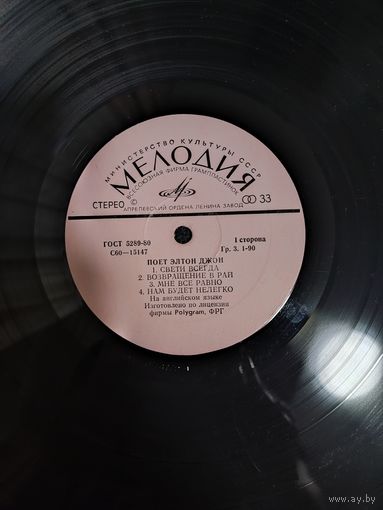 МИНИСТЕРСТВО КУЛЬТУРЫ СССР
МЕЛОДИЯ
ВСЕСОЮЗНАЯ ФИРМА ГРАМПЛАСТИНОК
СТЕРЕО
33
АПРЕЛЕВСКИЙ ОРДЕНА ЛЕНИНА ЗАВОД
ГОСТ 5289-80
1 сторона
С60—15147
Гр. 3. 1-90
ПОЕТ ЭЛТОН ДЖОН
1. СВЕТИ ВСЕГДА
2. ВОЗВРАЩЕНИЕ В РАЙ
3. МНЕ ВСЕ РАВНО
4. НАМ БУДЕТ НЕЛЕГКО
На английском языке
Изготовлено по лицензии
фирмы Polygram, ФРГ
www.ay.by